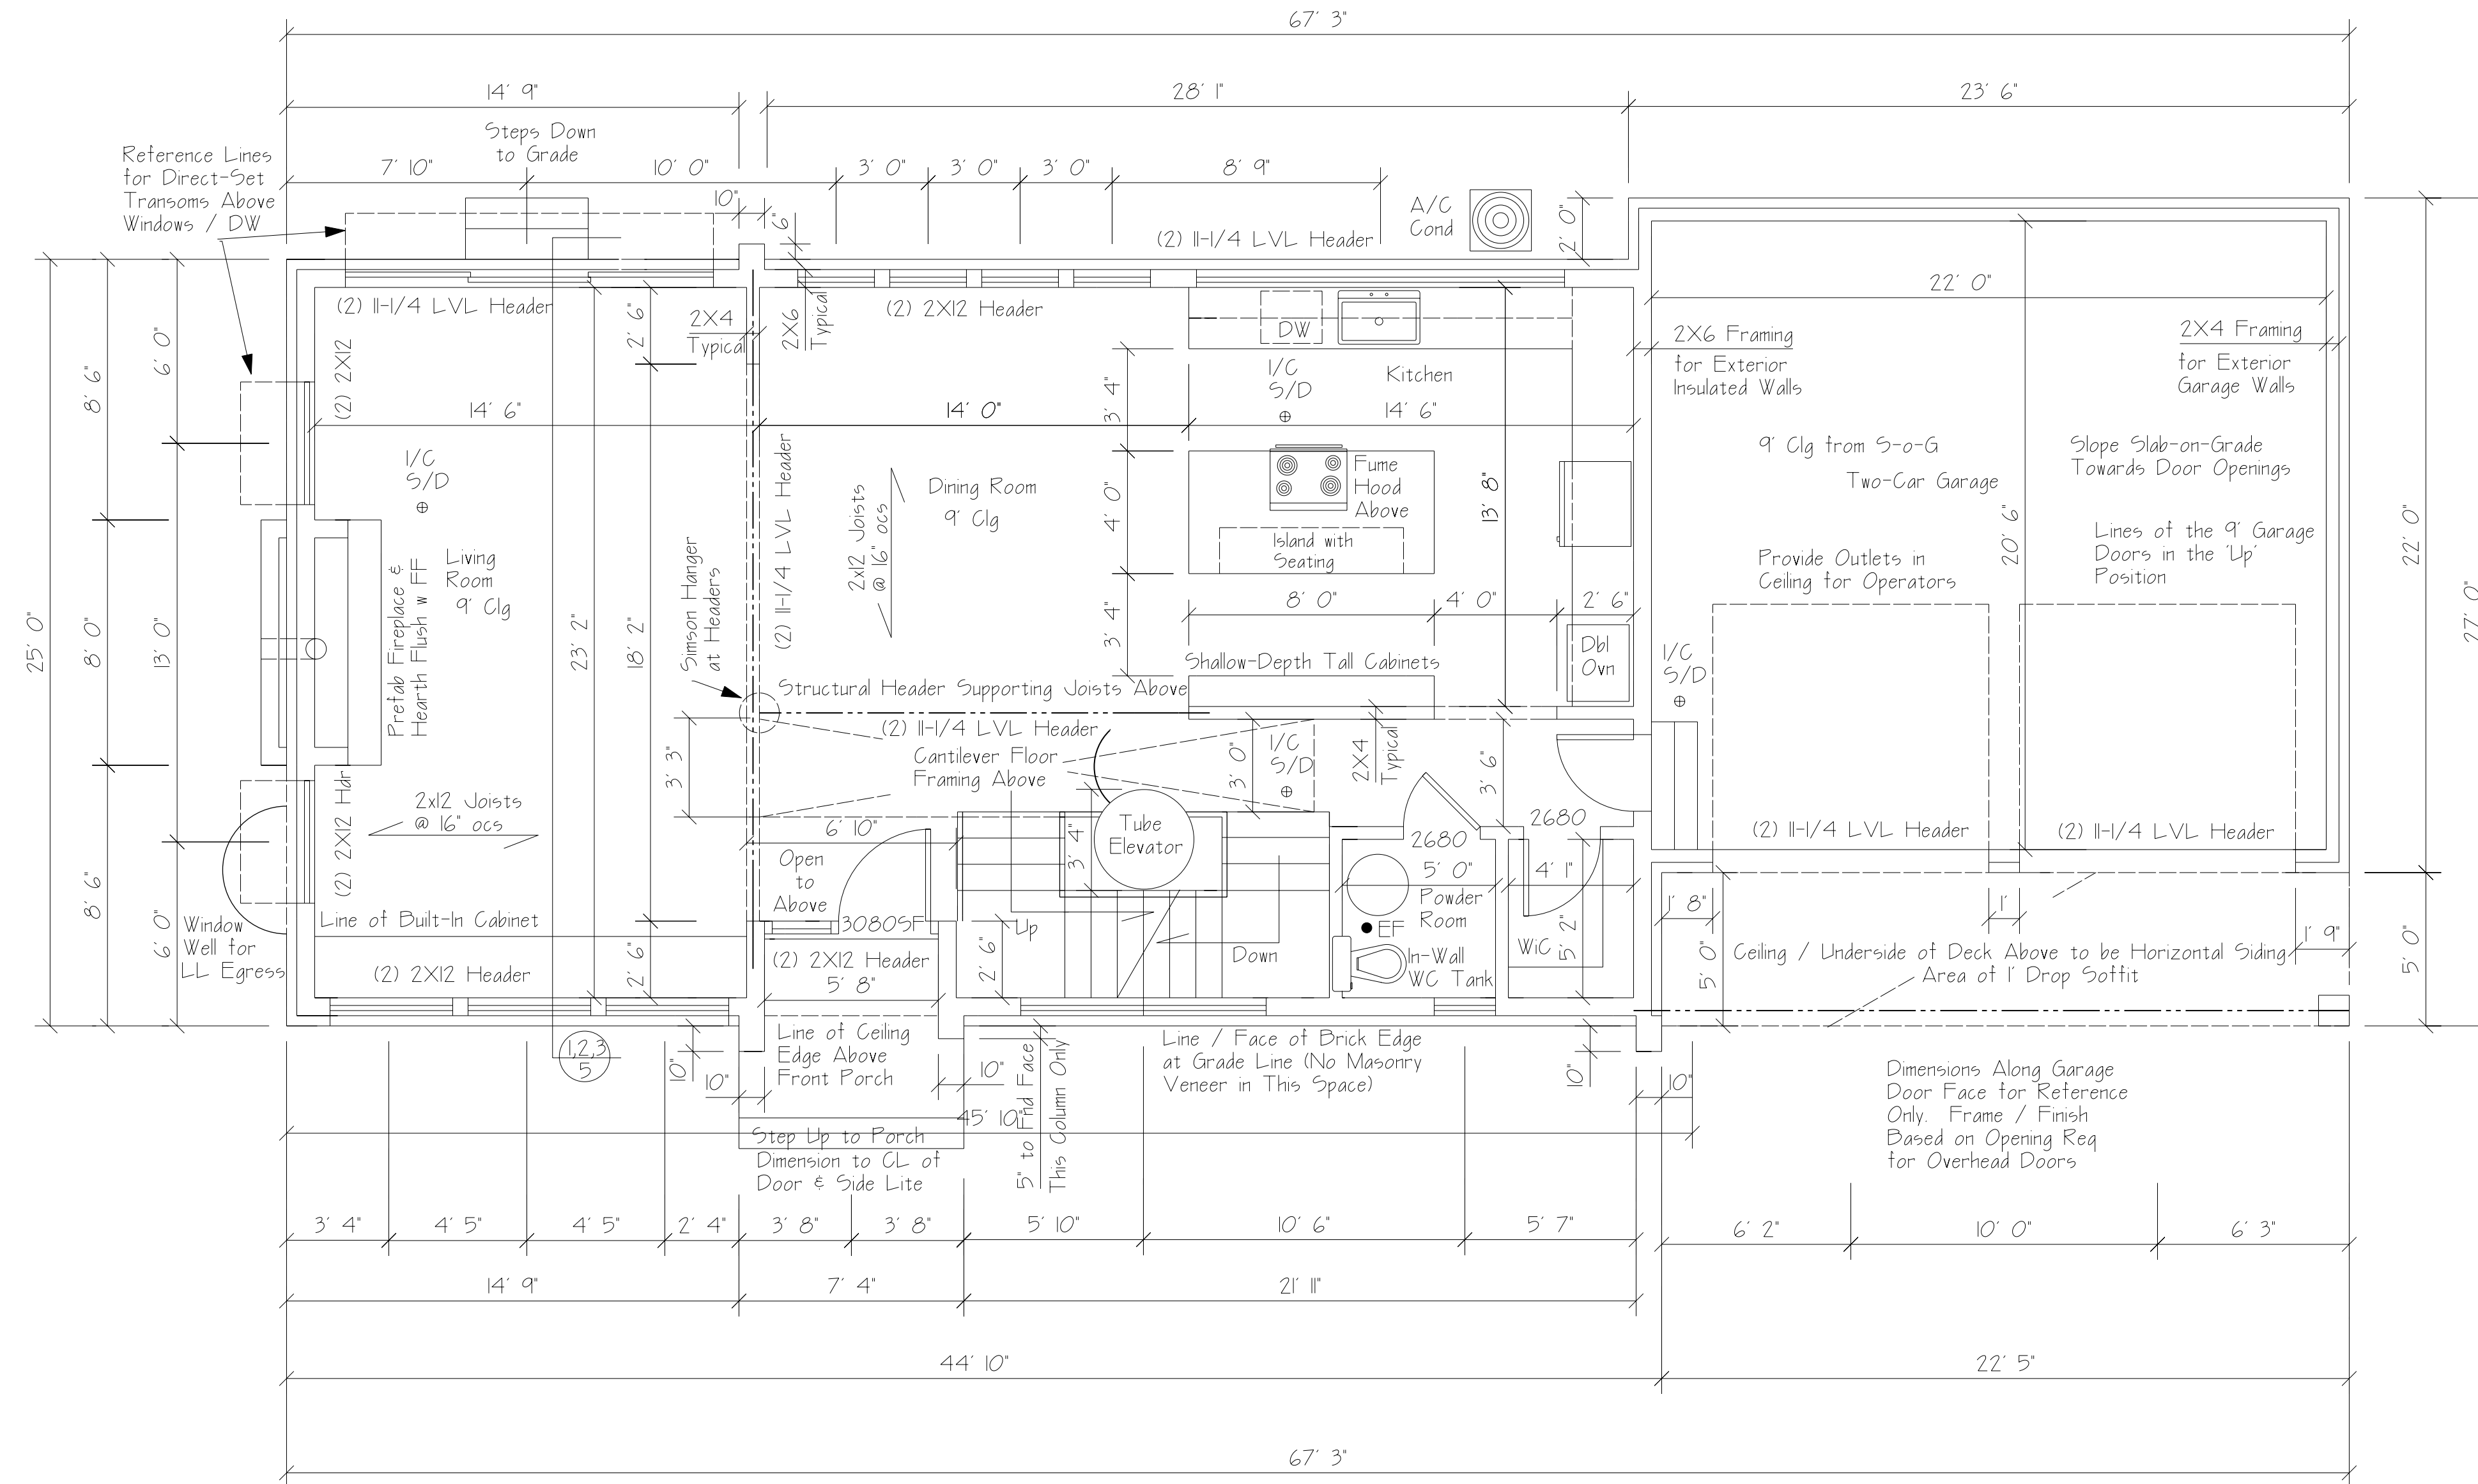 67' 3"
14' 9"
28' 1"
23' 6"
Steps Down
to Grade
Reference Lines
for Direct-Set
Transoms Above
Windows / DW
7' 10"
10' 0"
3' 0"
3' 0"
3' 0"
8' 9"
10"
6"
A/C
Cond
2' 0"
(2) 11-1/4 LVL Header
(2) 11-1/4 LVL Header
2' 6"
2X4
Typical
2X6
Typical
(2) 2X12 Header
DW
22' 0"
2X6 Framing
for Exterior
Insulated Walls
2X4 Framing
for Exterior
Garage Walls
(2) 2X12
6' 0"
8' 6"
I/C
S/D
Kitchen
3' 4"
14' 6"
14' 0"
14' 6"
I/C
S/D
(2) 11-1/4 LVL Header
2x12 Joists
@ 16" ocs
Dining Room
9' Clg
4' 0"
Fume
Hood
Above
13' 8"
Island with
Seating
9' Clg from S-o-G
Two-Car Garage
Slope Slab-on-Grade
Towards Door Openings
20' 6"
Lines of the 9' Garage
Doors in the 'Up'
Position
Provide Outlets in
Ceiling for Operators
22' 0"
27' 0"
25' 0"
8' 0"
13' 0"
Prefab Fireplace &
Hearth Flush w FF
Living
Room
9' Clg
23' 2"
18' 2"
Simson Hanger
at Headers
3' 4"
8' 0"
4' 0"
2' 6"
Dbl
Ovn
Shallow-Depth Tall Cabinets
Structural Header Supporting Joists Above
I/C
S/D
(2) 11-1/4 LVL Header
Cantilever Floor
Framing Above
3' 3"
3' 0"
I/C
S/D
2X4
Typical
3' 6"
2x12 Joists
@ 16" ocs
(2) 2X12 Hdr
6' 10"
3' 4"
Tube
Elevator
2680
2680
(2) 11-1/4 LVL Header
(2) 11-1/4 LVL Header
Open
to
Above
5' 0"
4' 1"
Powder
Room
EF
8' 6"
6' 0"
Window
Well for
LL Egress
Line of Built-In Cabinet
3080SF
Up
Down
In-Wall
WC Tank
WiC
5' 2"
1' 8"
1'
1' 9"
5' 0"
5' 0"
Ceiling / Underside of Deck Above to be Horizontal Siding
Area of 1' Drop Soffit
(2) 2X12 Header
2' 6"
(2) 2X12 Header
5' 8"
2' 6"
1,2,3
5
10"
10"
Line of Ceiling
Edge Above
Front Porch
10"
5" to Fnd Face
This Column Only
Line / Face of Brick Edge
at Grade Line (No Masonry
Veneer in This Space)
10"
10"
Dimensions Along Garage
Door Face for Reference
Only. Frame / Finish
Based on Opening Req
for Overhead Doors
45' 10"
Step Up to Porch
Dimension to CL of
Door & Side Lite
3' 4"
4' 5"
4' 5"
2' 4"
3' 8"
3' 8"
5' 10"
10' 6"
5' 7"
6' 2"
10' 0"
6' 3"
14' 9"
7' 4"
21' 11"
44' 10"
22' 5"
67' 3"